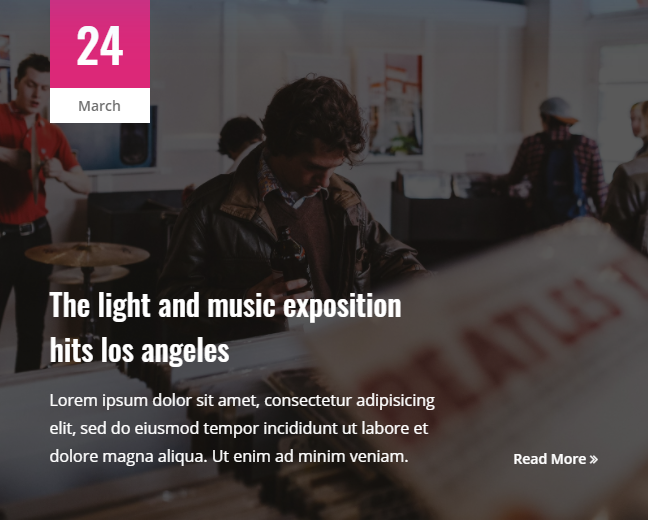 24
March
The light and music exposition
hits los angeles
Lorem ipsum dolor sit amet, consectetur adipisicing
elit, sed do eiusmod tempor incididunt ut labore et
dolore magna aliqua. Ut enim ad minim veniam.
Read More »
BEATLES